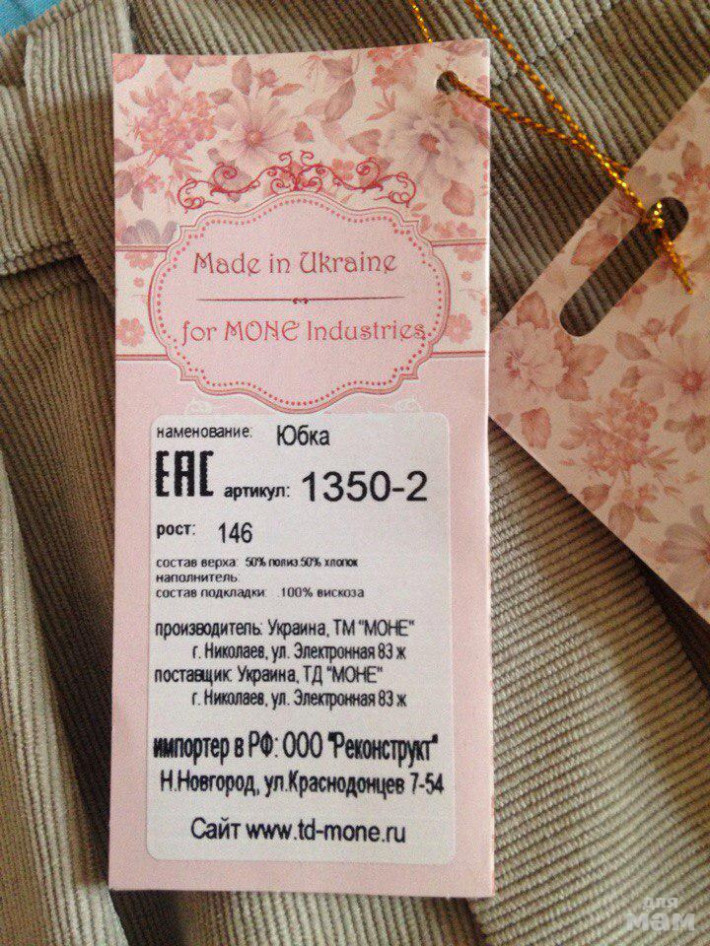 Made in Ukraine
for MONE Industries
наменование: Юбка
EAC артикул: 1350-2
рост: 146
состав верха: 50% полиэ 50% хлопок
наполнитель:
состав подкладки: 100% вискоза
производитель: Украина, ТМ "МОНЕ"
г. Николаев, ул. Электронная 83 ж
поставщик: Украина, ТД "МОНЕ"
г. Николаев, ул. Электронная 83 ж
импортер в РФ: ООО "Реконструкт"
Н.Новгород, ул.Краснодонцев 7-54
Сайт www.td-mone.ru
для
мам